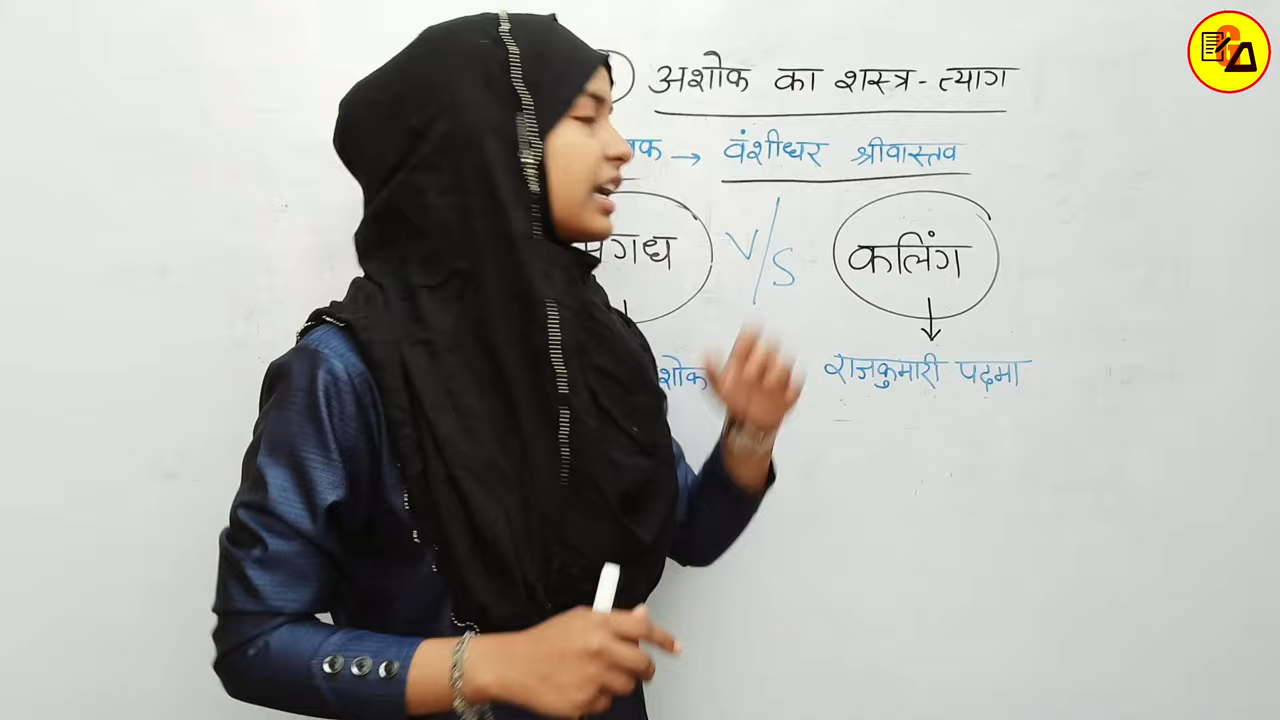 अशोक का शस्त्र-त्याग
→ वंशीधर श्रीवास्तव
V/S कलिंग
राजकुमारी पद्मा